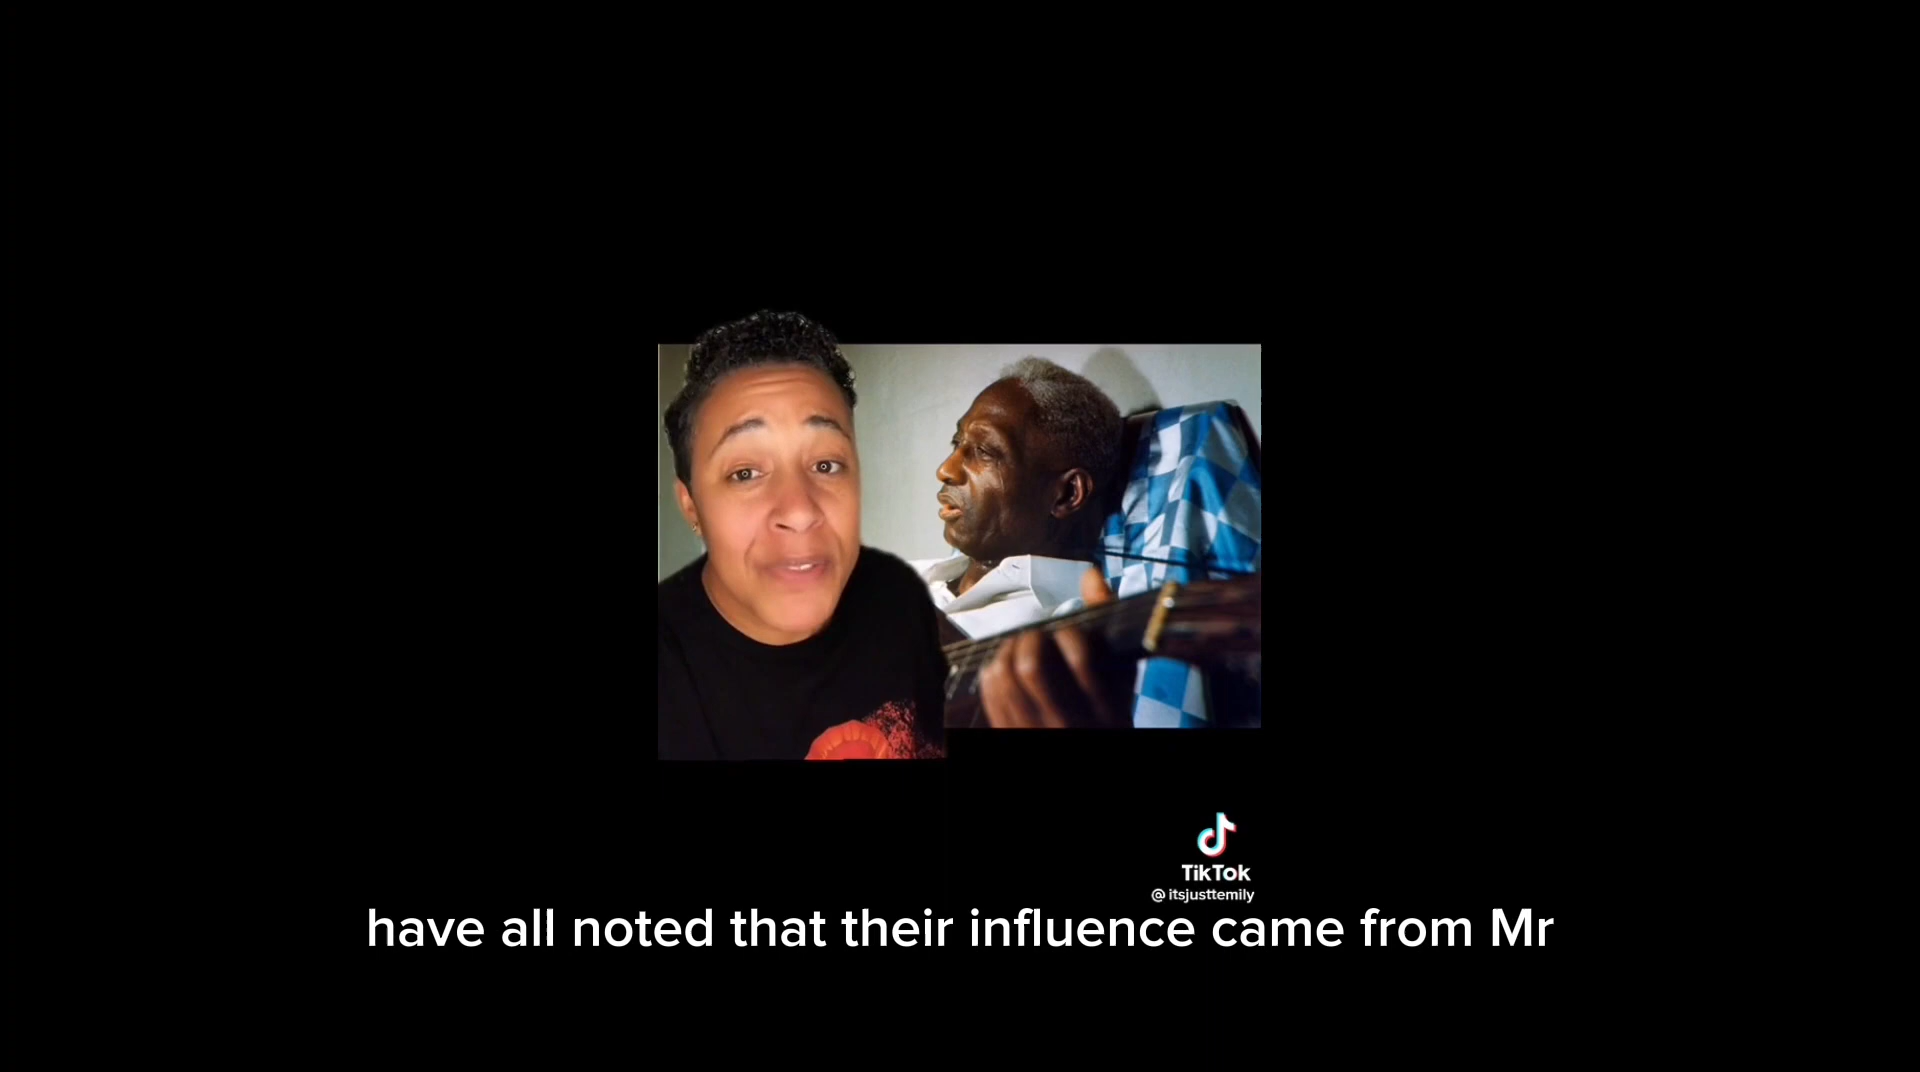 TikTok
@itsjusttemily
have all noted that their influence came from Mr